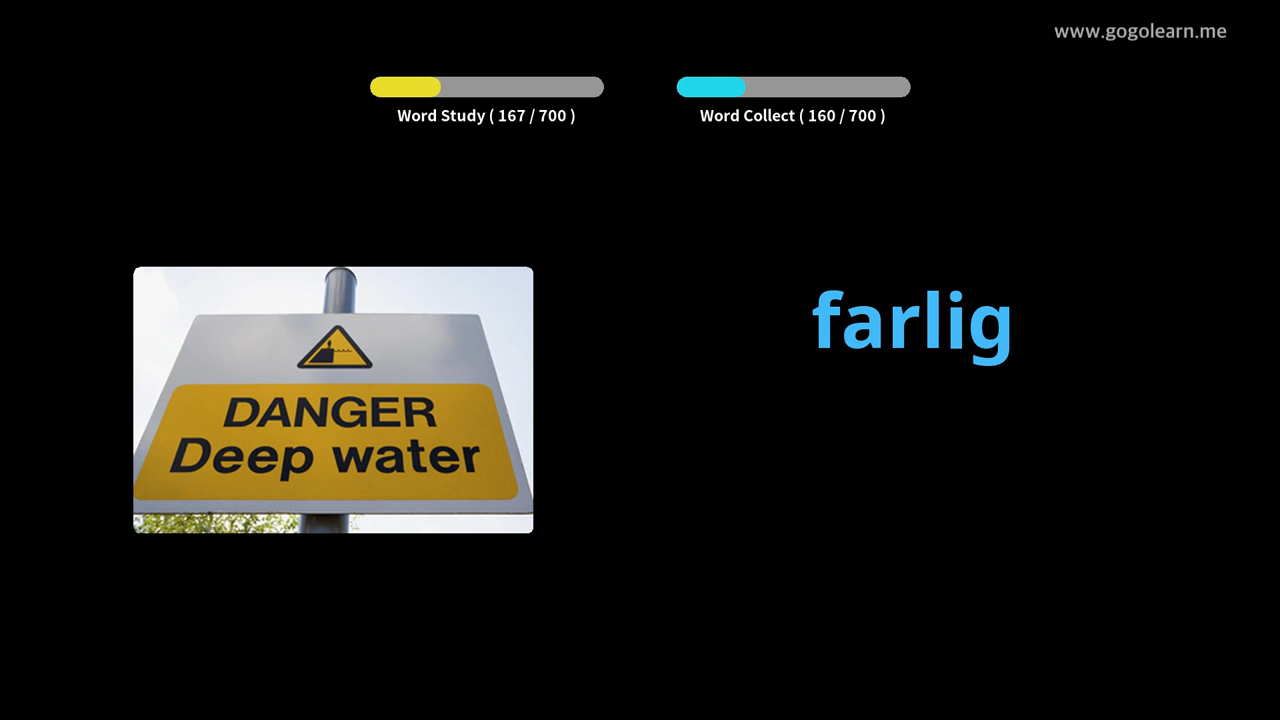 www.gogolearn.me
Word Study ( 167 / 700 )
Word Collect ( 160 / 700 )
DANGER
Deep water
farlig